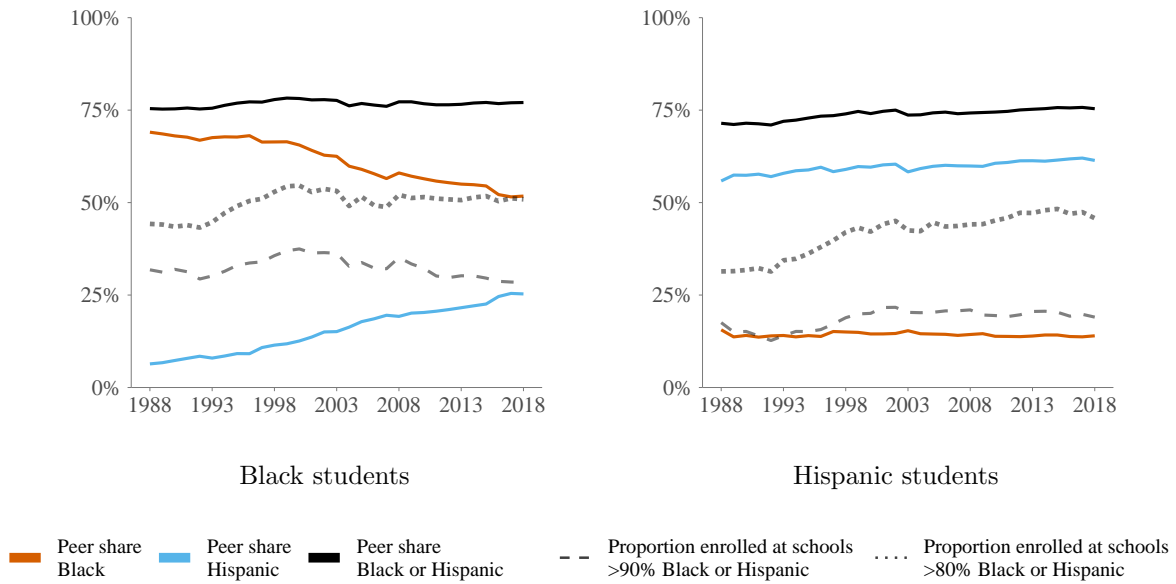 100%
75%
50%
25%
0%
1988 1993 1998 2003 2008 2013 2018
Black students
100%
75%
50%
25%
0%
1988 1993 1998 2003 2008 2013 2018
Hispanic students
Peer share
Black
Peer share
Hispanic
Peer share
Black or Hispanic
Proportion enrolled at schools
>90% Black or Hispanic
Proportion enrolled at schools
>80% Black or Hispanic